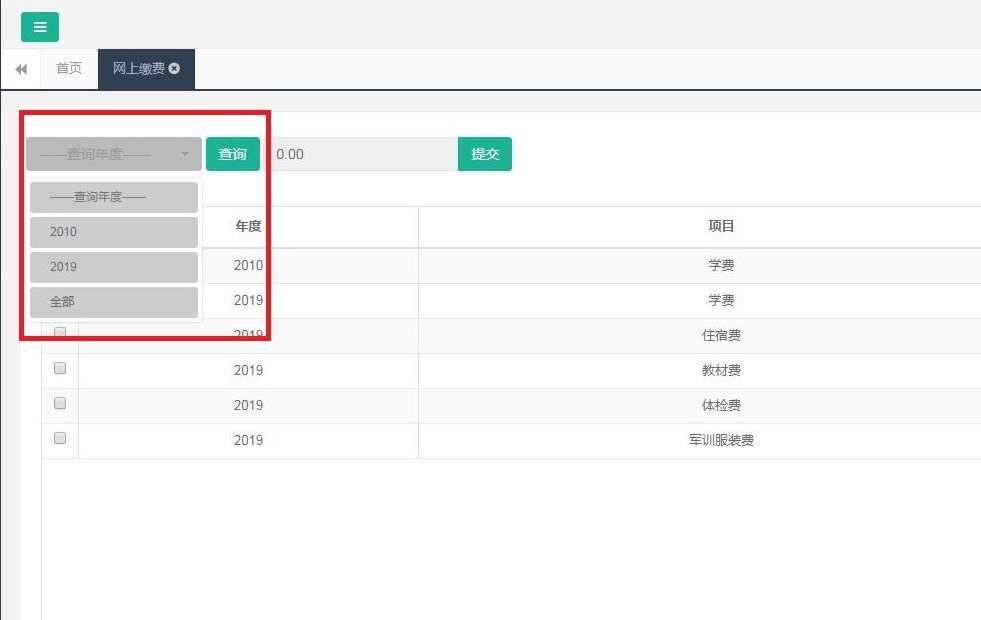 首页 网上缴费
——查询年度—— 查询 0.00 提交
——查询年度——
2010
2019
全部
年度 项目
2010 学费
2019 学费
2019 住宿费
2019 教材费
2019 体检费
2019 军训服装费